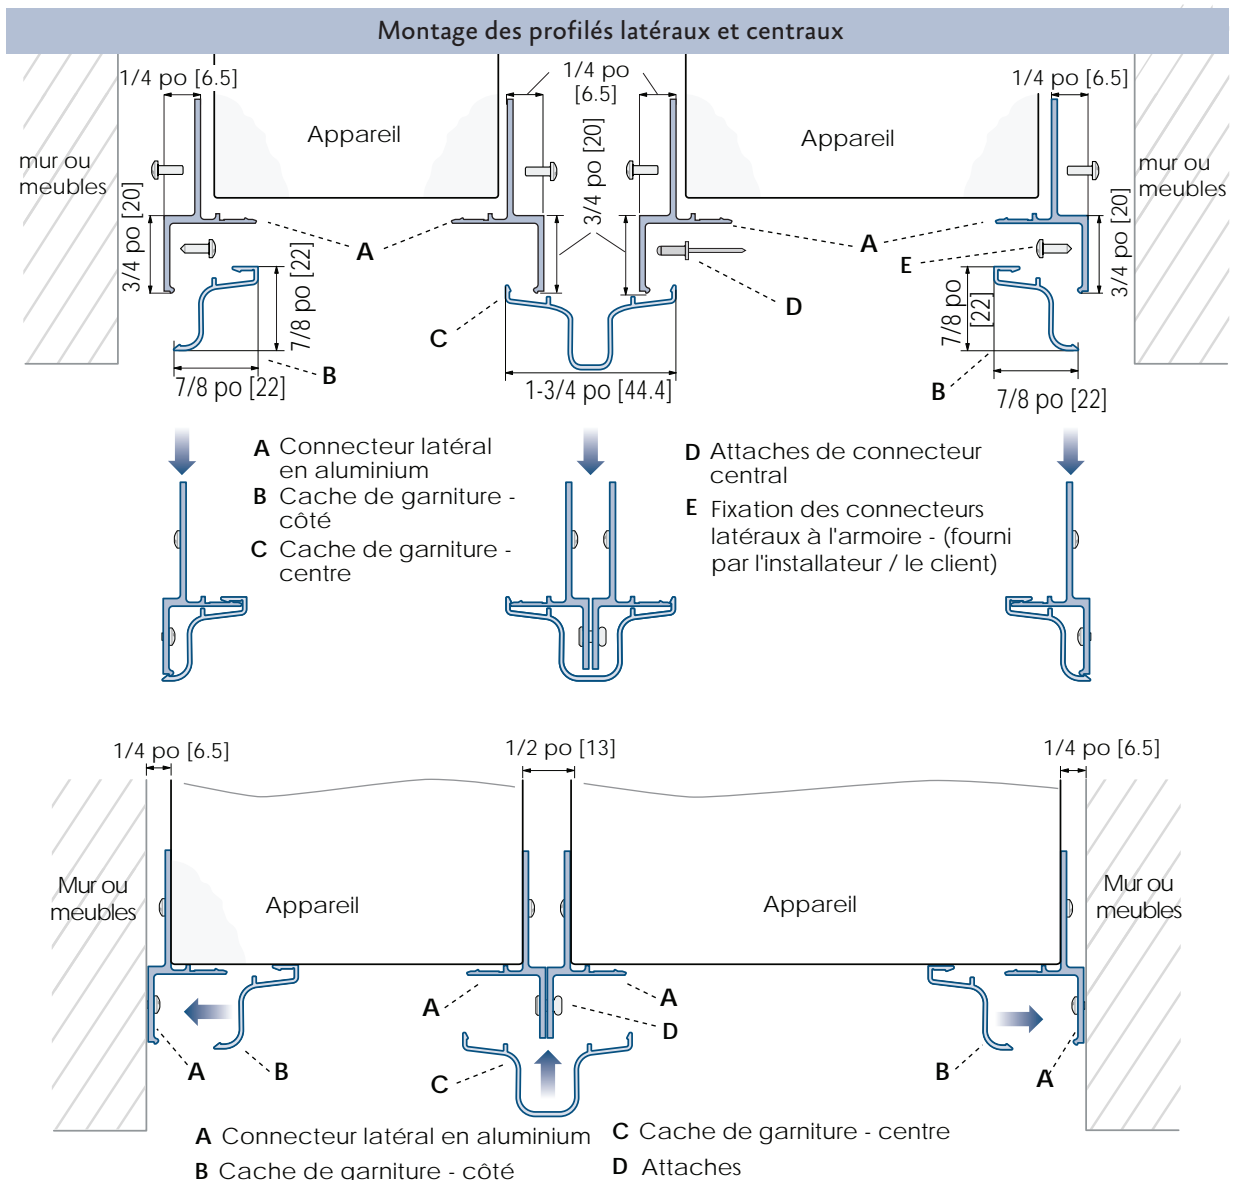 Montage des profilés latéraux et centraux
1/4 po [6.5]
1/4 po
[6.5]
1/4 po [6.5]
Appareil
Appareil
mur ou
meubles
mur ou
meubles
3/4 po [20]
3/4 po [20]
3/4 po [20]
A
A
E
D
C
7/8 po [22]
7/8 po
[22]
B
B
7/8 po [22]
1-3/4 po [44.4]
7/8 po [22]
A Connecteur latéral
en aluminium
B Cache de garniture -
côté
C Cache de garniture -
centre
D Attaches de connecteur
central
E Fixation des connecteurs
latéraux à l'armoire - (fourni
par l'installateur / le client)
1/4 po [6.5]
1/2 po [13]
1/4 po [6.5]
Mur ou
meubles
Appareil
Appareil
Mur ou
meubles
A
A
D
A
B
C
B
A
A Connecteur latéral en aluminium
B Cache de garniture - côté
C Cache de garniture - centre
D Attaches